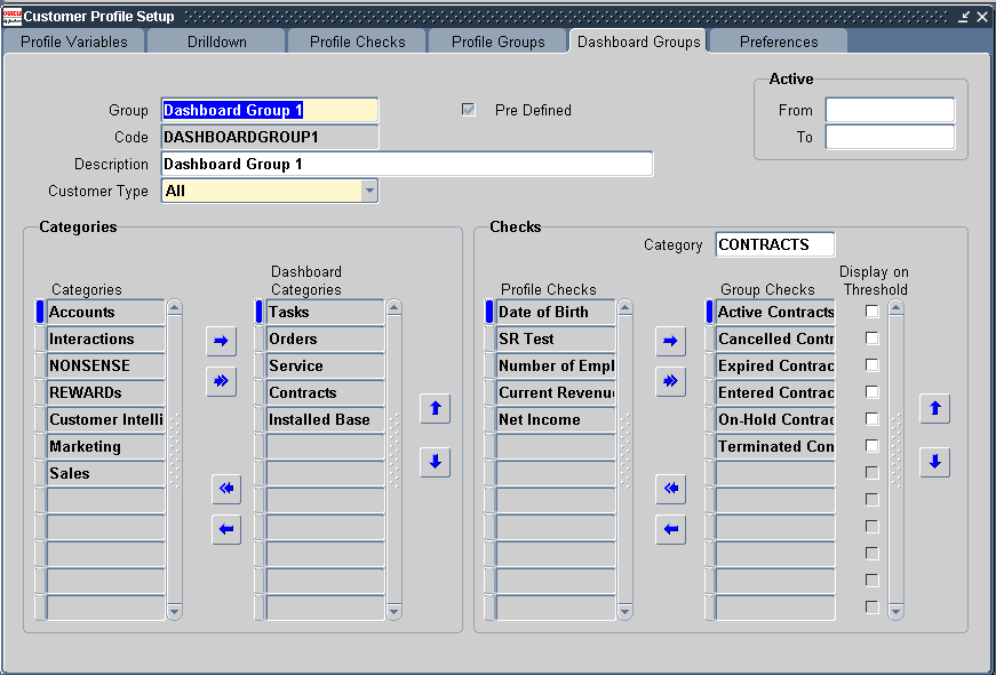 Customer Profile Setup
Profile Variables Drilldown Profile Checks Profile Groups Dashboard Groups Preferences
Active
Group Dashboard Group 1 Pre Defined From
Code DASHBOARDGROUP1 To
Description Dashboard Group 1
Customer Type All
Categories Checks
Category CONTRACTS
Dashboard Display on
Categories Categories Profile Checks Group Checks Threshold
Accounts Tasks Date of Birth Active Contracts
Interactions Orders SR Test Cancelled Contr
NONSENSE Service Number of Empl Expired Contrac
REWARDs Contracts Current Revenu Entered Contrac
Customer Intelli Installed Base Net Income On-Hold Contrac
Marketing Terminated Con
Sales